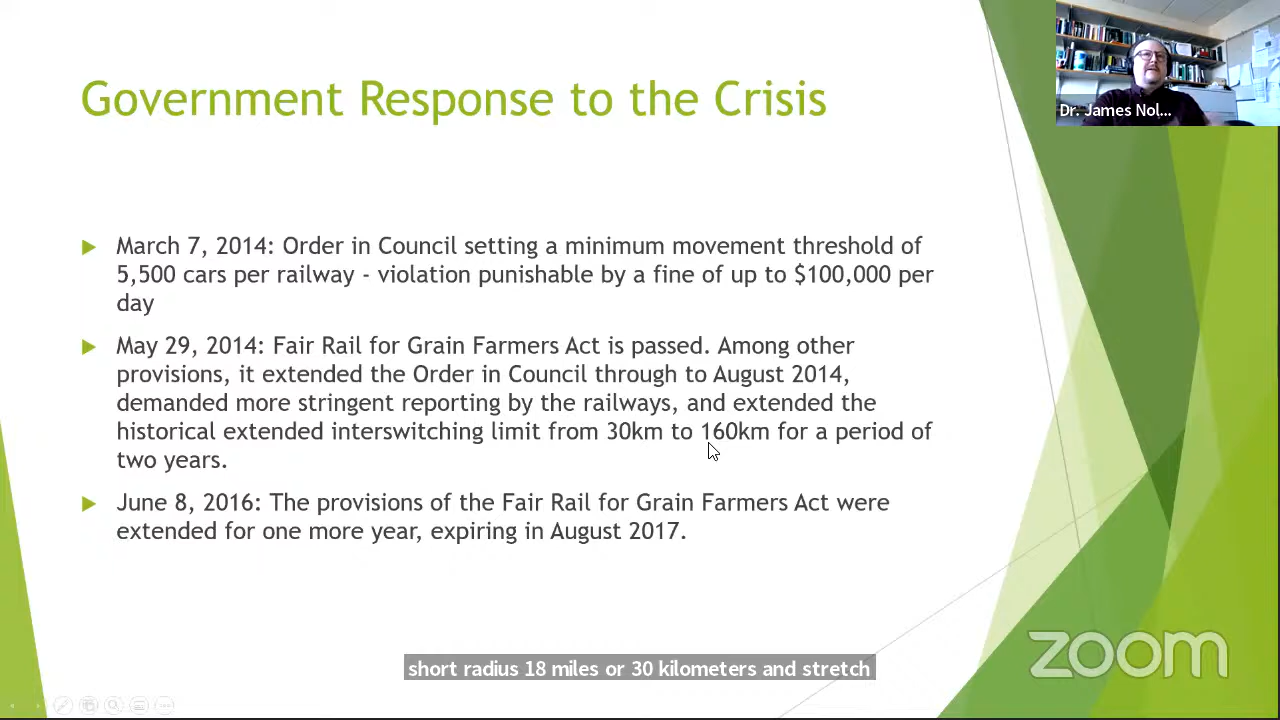 Government Response to the Crisis
Dr. James Nol...
March 7, 2014: Order in Council setting a minimum movement threshold of
5,500 cars per railway - violation punishable by a fine of up to $100,000 per
day
May 29, 2014: Fair Rail for Grain Farmers Act is passed. Among other
provisions, it extended the Order in Council through to August 2014,
demanded more stringent reporting by the railways, and extended the
historical extended interswitching limit from 30km to 160km for a period of
two years.
June 8, 2016: The provisions of the Fair Rail for Grain Farmers Act were
extended for one more year, expiring in August 2017.
short radius 18 miles or 30 kilometers and stretch
zoom